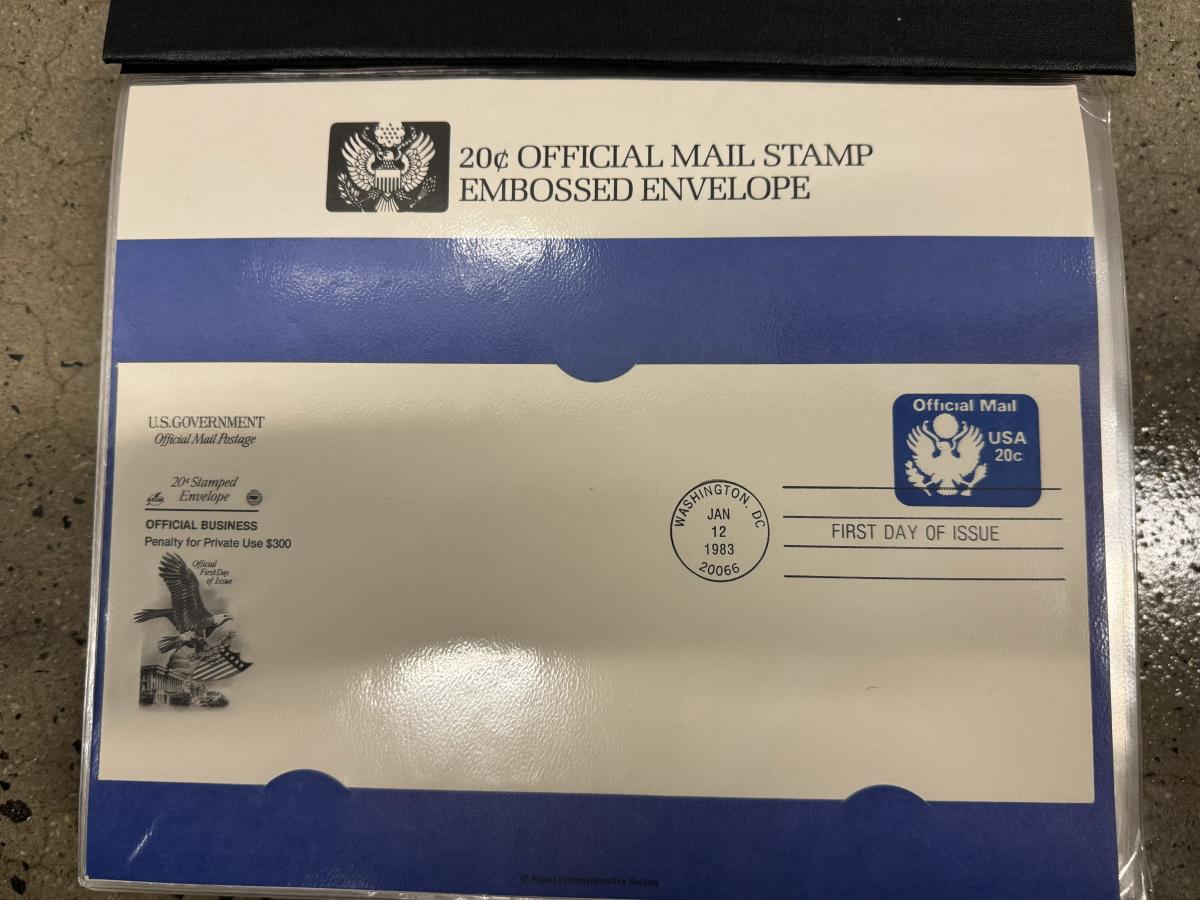 20¢ OFFICIAL MAIL STAMP
EMBOSSED ENVELOPE
U.S. GOVERNMENT
Official Mail Postage
20¢ Stamped
Envelope
OFFICIAL BUSINESS
Penalty for Private Use $300
Official
First Day
of Issue
Official Mail
USA
20c
WASHINGTON, DC
JAN
12
1983
20066
FIRST DAY OF ISSUE
© Postal Commemorative Society